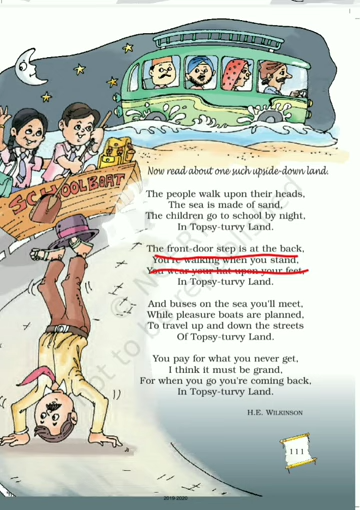 SCHOOL BOAT
Now read about one such upside-down land.
The people walk upon their heads,
The sea is made of sand,
The children go to school by night,
In Topsy-turvy Land.
The front-door step is at the back,
You're walking when you stand,
You wear your hat upon your feet,
In Topsy-turvy Land.
And buses on the sea you'll meet,
While pleasure boats are planned,
To travel up and down the streets
Of Topsy-turvy Land.
You pay for what you never get,
I think it must be grand,
For when you go you're coming back,
In Topsy-turvy Land.
H.E. WILKINSON
111
2019-2020